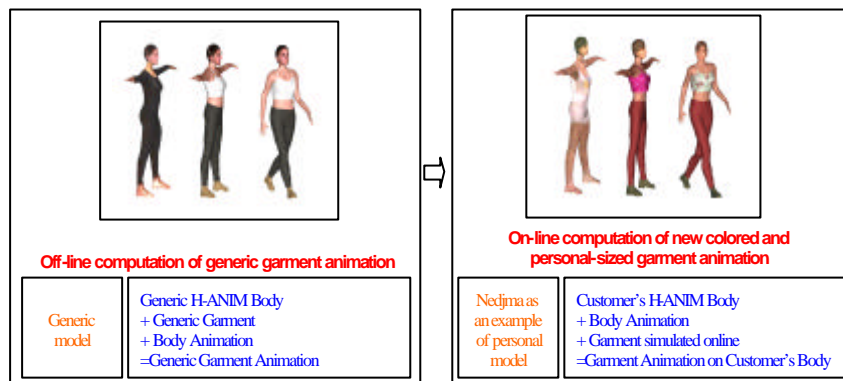 Off-line computation of generic garment animation
Generic
model
Generic H-ANIM Body
+ Generic Garment
+ Body Animation
=Generic Garment Animation
On-line computation of new colored and
personal-sized garment animation
Nedjma as
an example
of personal
model
Customer's H-ANIM Body
+ Body Animation
+ Garment simulated online
=Garment Animation on Customer's Body